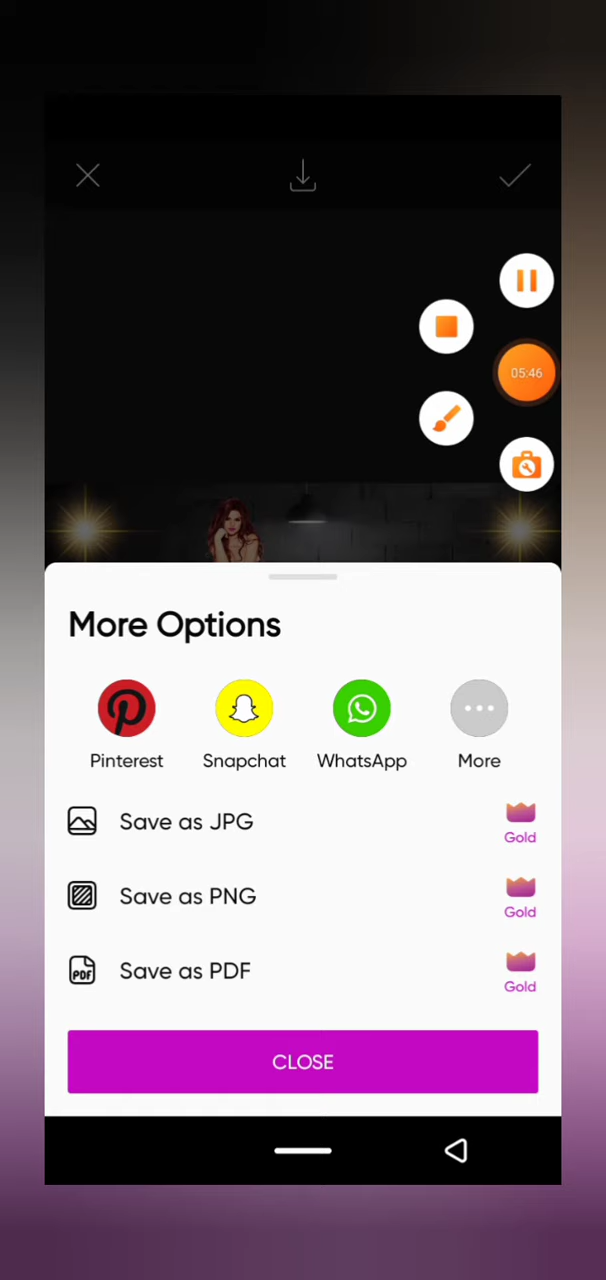 05:46
More Options
Pinterest
Snapchat
WhatsApp
More
Save as JPG
Gold
Save as PNG
Gold
PDF
Save as PDF
Gold
CLOSE